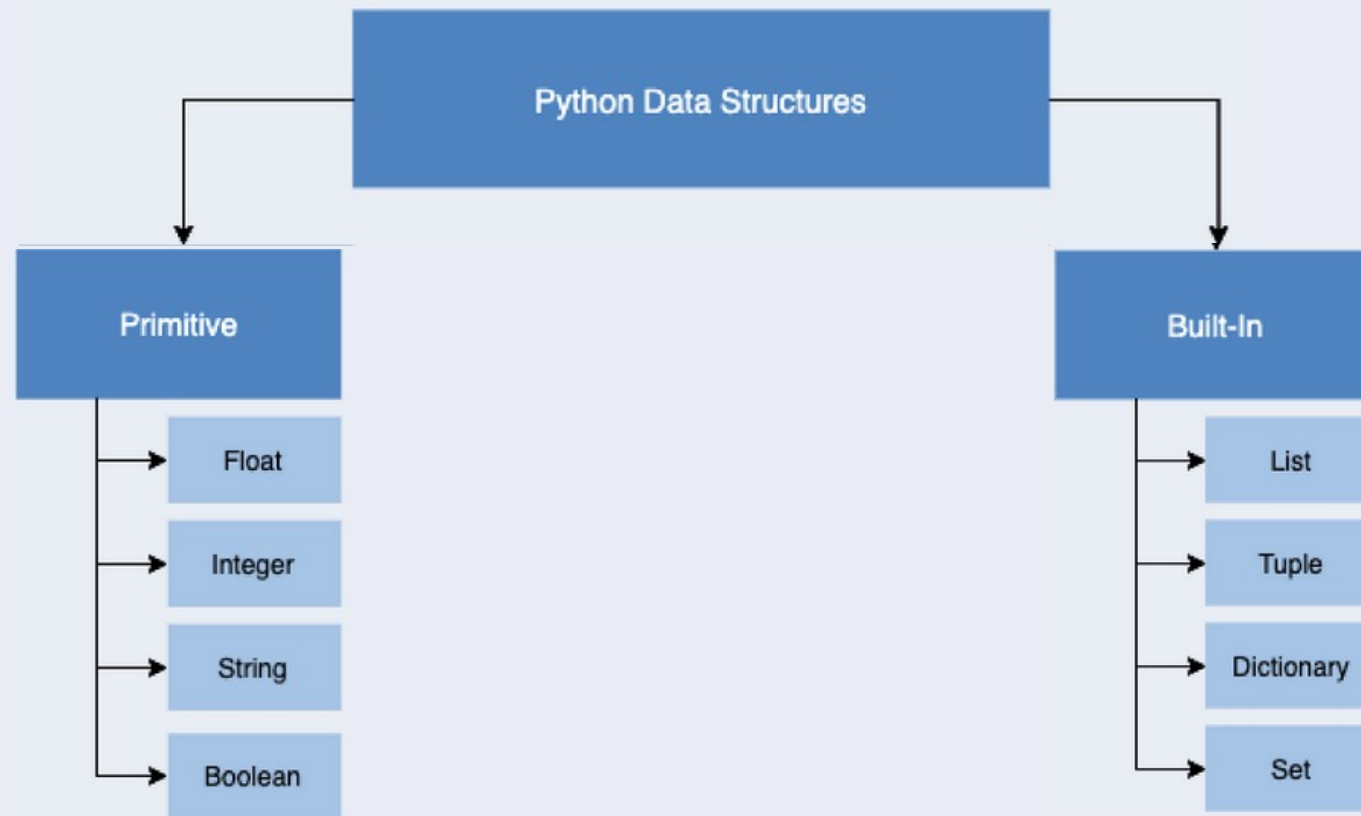 Python Data Structures
Primitive
Built-In
Float
List
Integer
Tuple
String
Dictionary
Boolean
Set